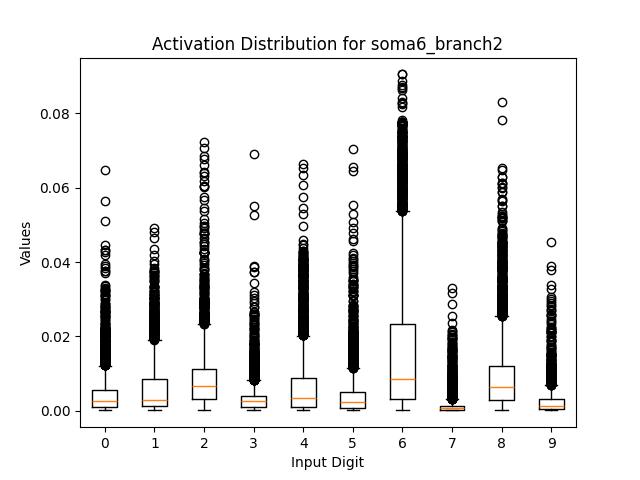 Activation Distribution for soma6_branch2
0.08
0.06
0.04
0.02
0.00
Values
0 1 2 3 4 5 6 7 8 9
Input Digit